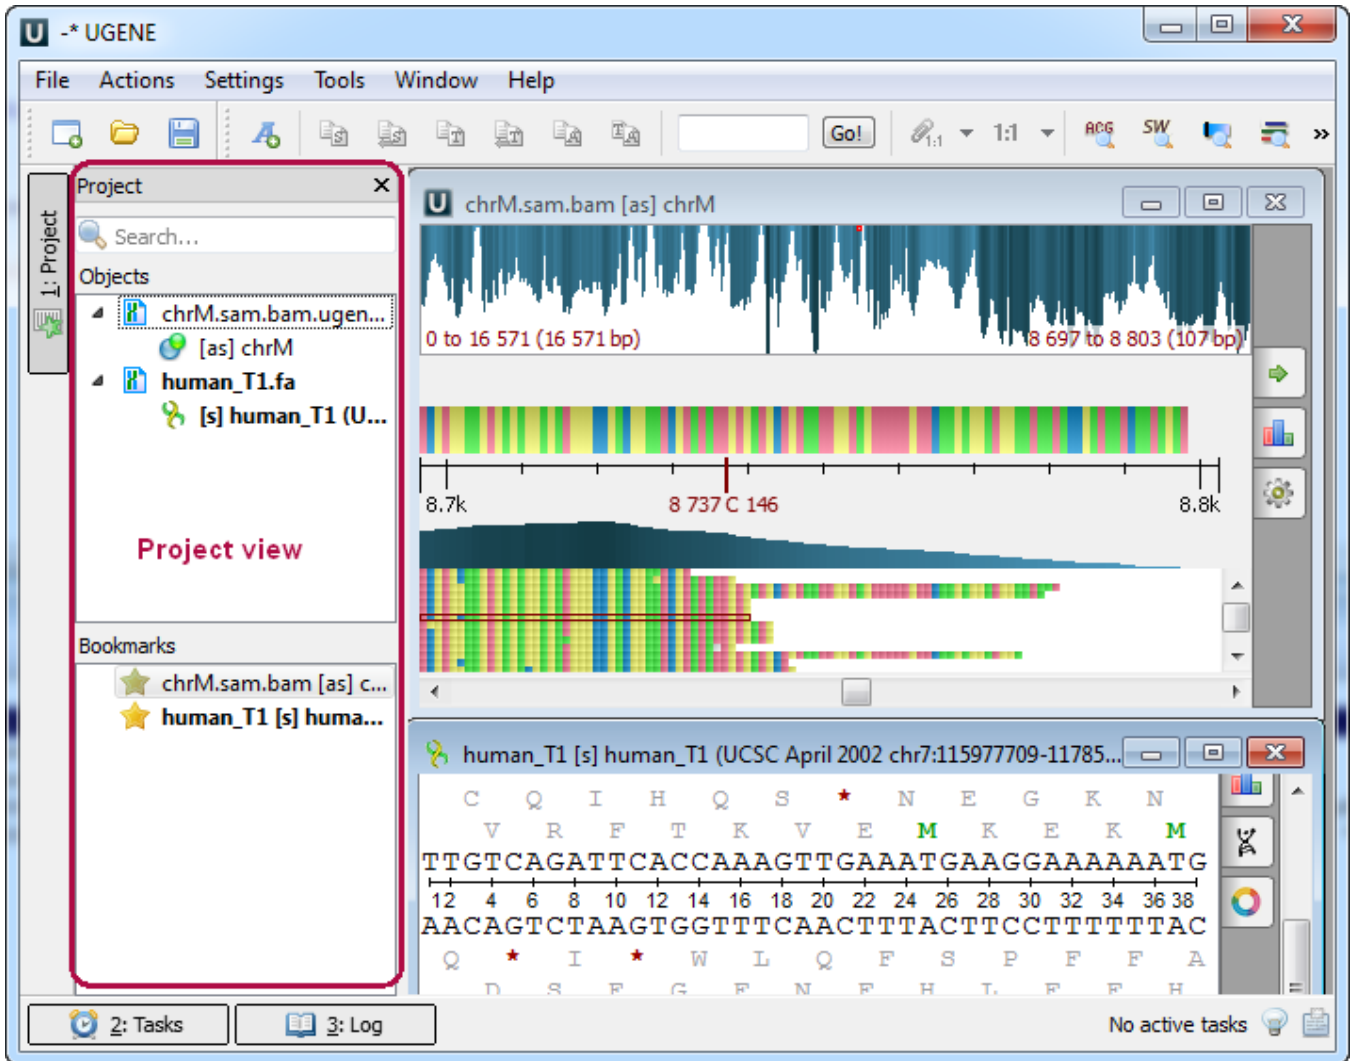 U -* UGENE
File Actions Settings Tools Window Help
Go! 1:1 1:1 ACG SW »
1: Project
Project
Search...
Objects
chrM.sam.bam.ugen...
[as] chrM
human_T1.fa
[s] human_T1 (U...
Project view
Bookmarks
chrM.sam.bam [as] c...
human_T1 [s] huma...
U chrM.sam.bam [as] chrM
0 to 16 571 (16 571 bp) 8 697 to 8 803 (107 bp)
8.7k 8 737 C 146 8.8k
human_T1 [s] human_T1 (UCSC April 2002 chr7:115977709-11785...
C Q I H Q S * N E G K N
V R F T K V E M K E K M
TTGTCAGATTCACCAAAGTTGAAATGAAGGAAAAAATG
12 4 6 8 10 12 14 16 18 20 22 24 26 28 30 32 34 36 38
AACAGTCTAAGTGGTTTCAACTTTACTTCCTTTTTTAC
Q * I * W L Q F S P F F A
2: Tasks 3: Log No active tasks